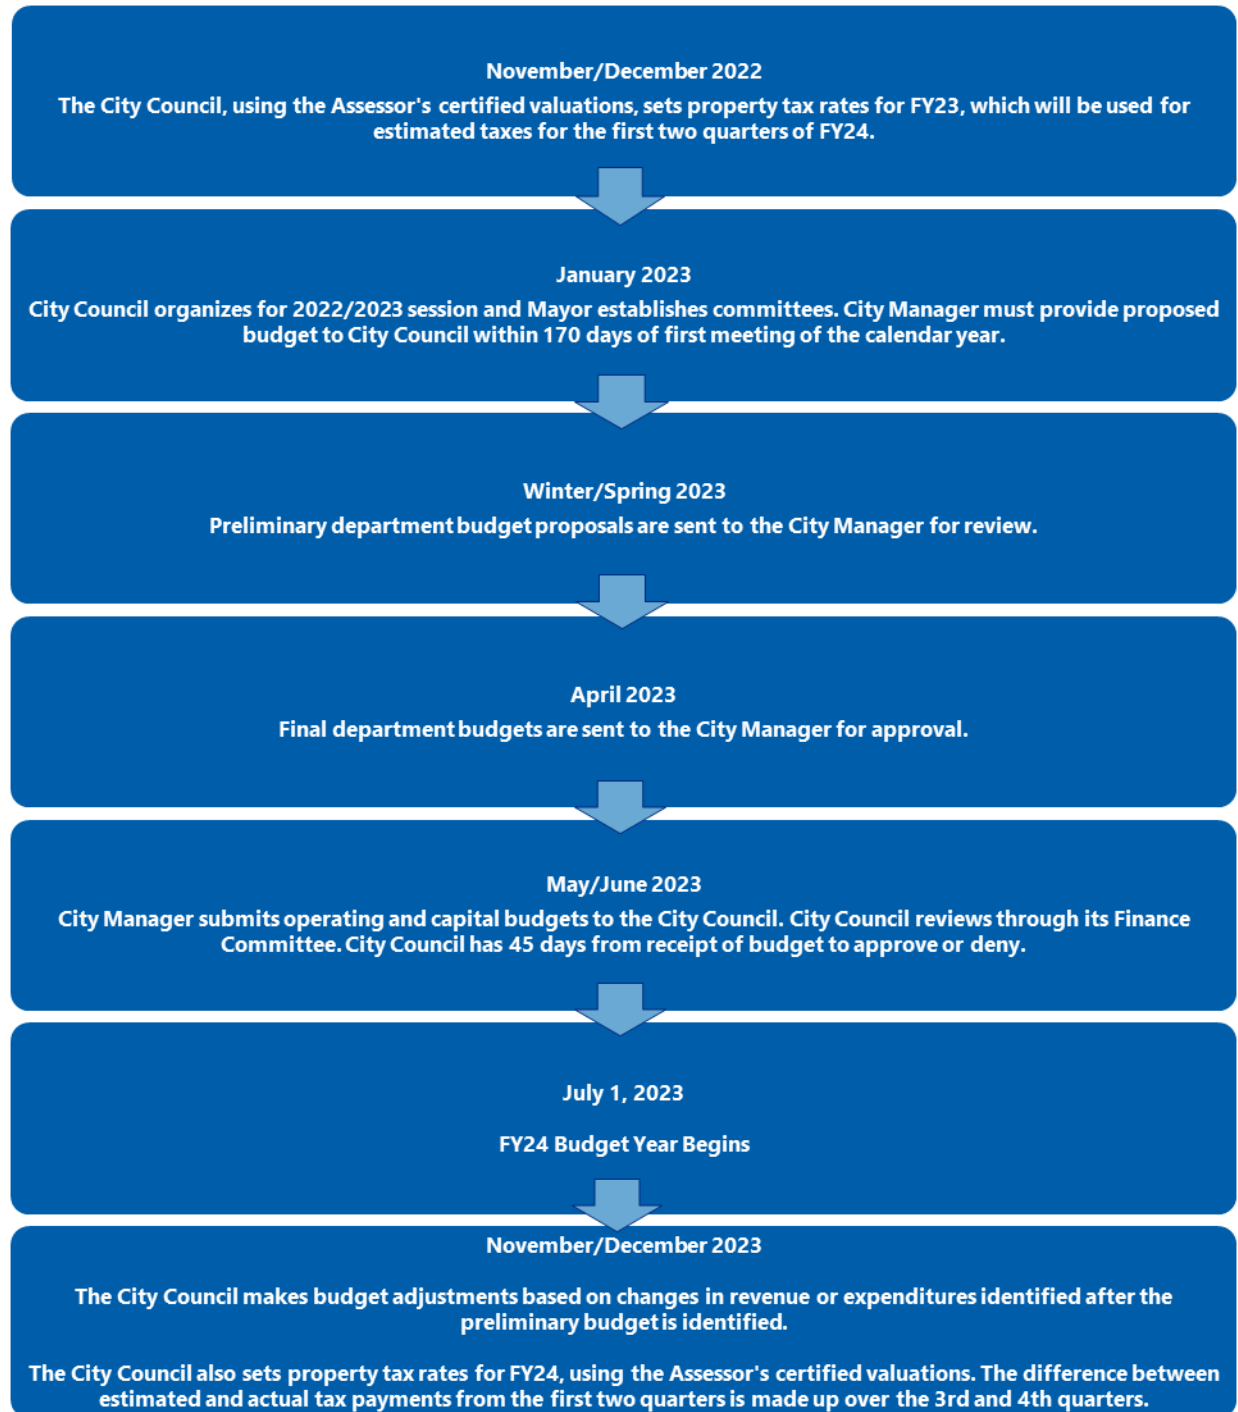 November/December 2022
The City Council, using the Assessor's certified valuations, sets property tax rates for FY23, which will be used for
estimated taxes for the first two quarters of FY24.
January 2023
City Council organizes for 2022/2023 session and Mayor establishes committees. City Manager must provide proposed
budget to City Council within 170 days of first meeting of the calendar year.
Winter/Spring 2023
Preliminary department budget proposals are sent to the City Manager for review.
April 2023
Final department budgets are sent to the City Manager for approval.
May/June 2023
City Manager submits operating and capital budgets to the City Council. City Council reviews through its Finance
Committee. City Council has 45 days from receipt of budget to approve or deny.
July 1, 2023
FY24 Budget Year Begins
November/December 2023
The City Council makes budget adjustments based on changes in revenue or expenditures identified after the
preliminary budget is identified.
The City Council also sets property tax rates for FY24, using the Assessor's certified valuations. The difference between
estimated and actual tax payments from the first two quarters is made up over the 3rd and 4th quarters.